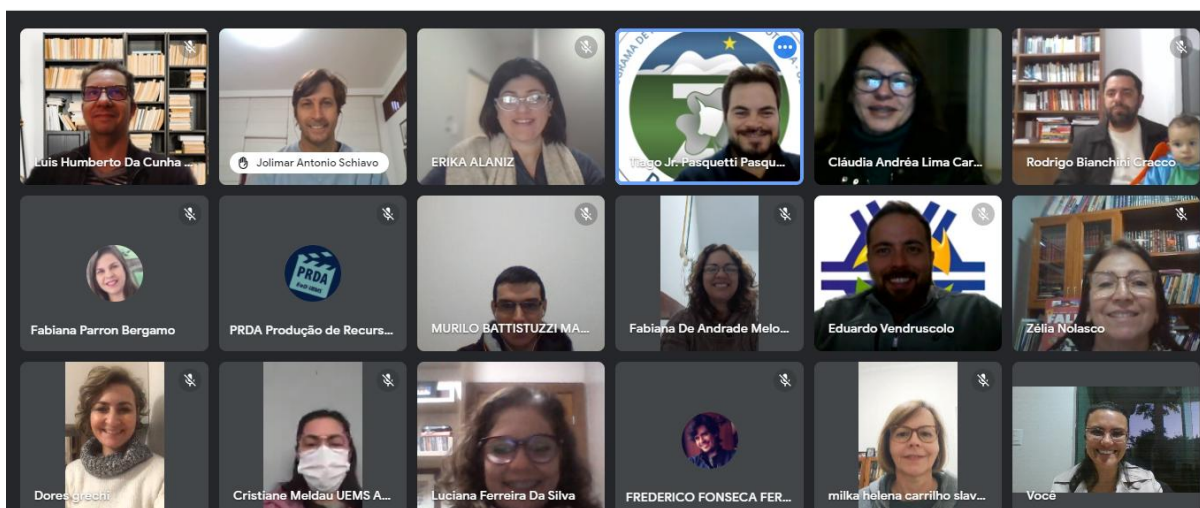 Luis Humberto Da Cunha ...
Jolimar Antonio Schiavo
ERIKA ALANIZ
Tiago Jr. Pasquetti Pasqu...
Cláudia Andréa Lima Car...
Rodrigo Bianchini Cracco
Fabiana Parron Bergamo
PRDA
PRDA Produção de Recurs...
MURILO BATTISTUZZI MA...
Fabiana De Andrade Melo...
Eduardo Vendruscolo
Zélia Nolasco
Dores grechi
Cristiane Meldau UEMS A...
Luciana Ferreira Da Silva
FREDERICO FONSECA FER...
milka helena carrilho slav...
Você